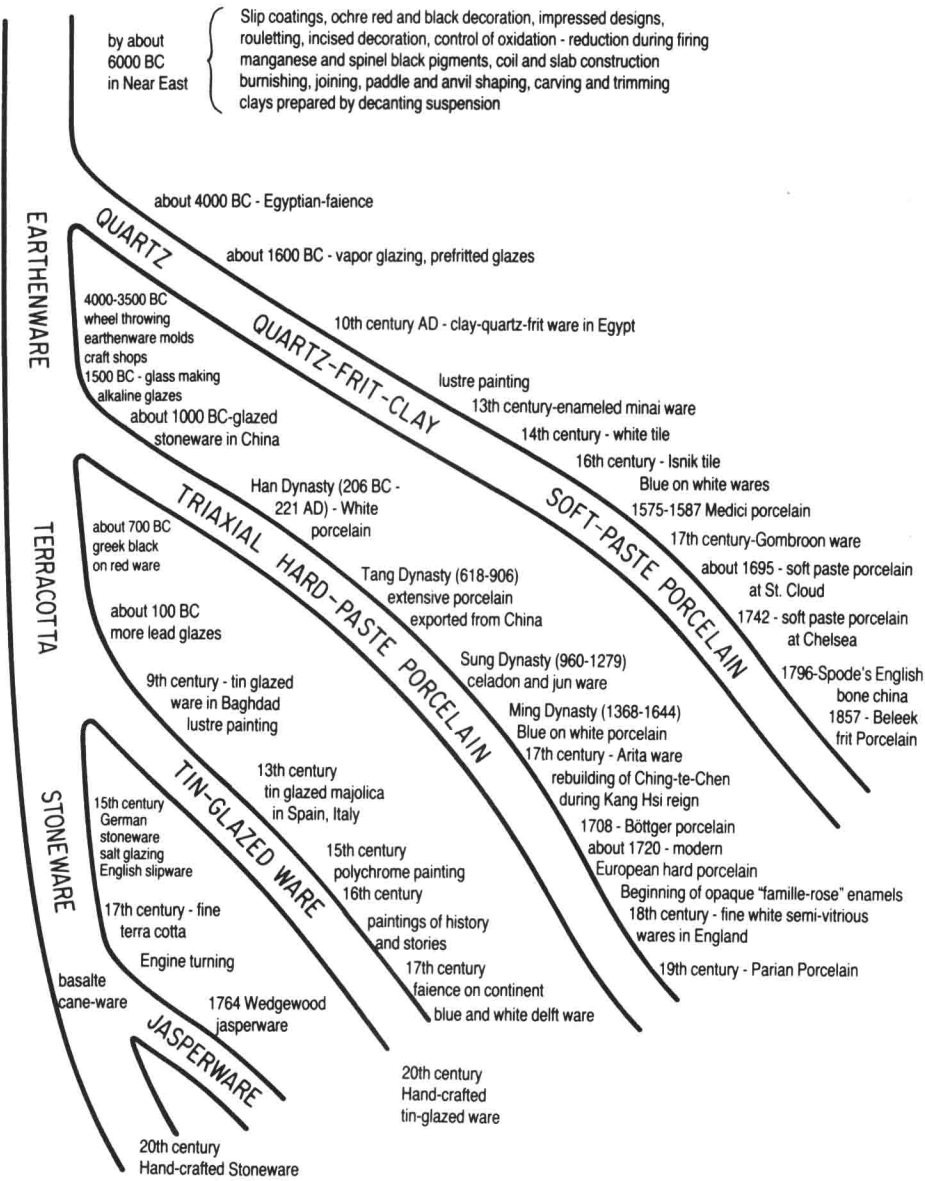 by about
6000 BC
in Near East
Slip coatings, ochre red and black decoration, impressed designs,
rouletting, incised decoration, control of oxidation - reduction during firing
manganese and spinel black pigments, coil and slab construction
burnishing, joining, paddle and anvil shaping, carving and trimming
clays prepared by decanting suspension
EARTHENWARE
TERRACOTTA
STONEWARE
QUARTZ
QUARTZ-FRIT-CLAY
SOFT-PASTE PORCELAIN
about 4000 BC - Egyptian-faience
about 1600 BC - vapor glazing, prefritted glazes
10th century AD - clay-quartz-frit ware in Egypt
lustre painting
13th century-enameled minai ware
14th century - white tile
16th century - Isnik tile
Blue on white wares
1575-1587 Medici porcelain
17th century-Gombroon ware
about 1695 - soft paste porcelain
at St. Cloud
1742 - soft paste porcelain
at Chelsea
1796-Spode's English
bone china
1857 - Beleek
frit Porcelain
4000-3500 BC
wheel throwing
earthenware molds
craft shops
1500 BC - glass making
alkaline glazes
about 1000 BC-glazed
stoneware in China
TRIAXIAL HARD-PASTE PORCELAIN
Han Dynasty (206 BC -
221 AD) - White
porcelain
Tang Dynasty (618-906)
extensive porcelain
exported from China
Sung Dynasty (960-1279)
celadon and jun ware
Ming Dynasty (1368-1644)
Blue on white porcelain
17th century - Arita ware
rebuilding of Ching-te-Chen
during Kang Hsi reign
1708 - Böttger porcelain
about 1720 - modern
European hard porcelain
Beginning of opaque "famille-rose" enamels
18th century - fine white semi-vitrious
wares in England
19th century - Parian Porcelain
about 700 BC
greek black
on red ware
about 100 BC
more lead glazes
9th century - tin glazed
ware in Baghdad
lustre painting
TIN-GLAZED WARE
13th century
tin glazed majolica
in Spain, Italy
15th century
polychrome painting
16th century
paintings of history
and stories
17th century
faience on continent
blue and white delft ware
20th century
Hand-crafted
tin-glazed ware
15th century
German
stoneware
salt glazing
English slipware
17th century - fine
terra cotta
Engine turning
basalte
cane-ware
1764 Wedgewood
jasperware
JASPERWARE
20th century
Hand-crafted Stoneware